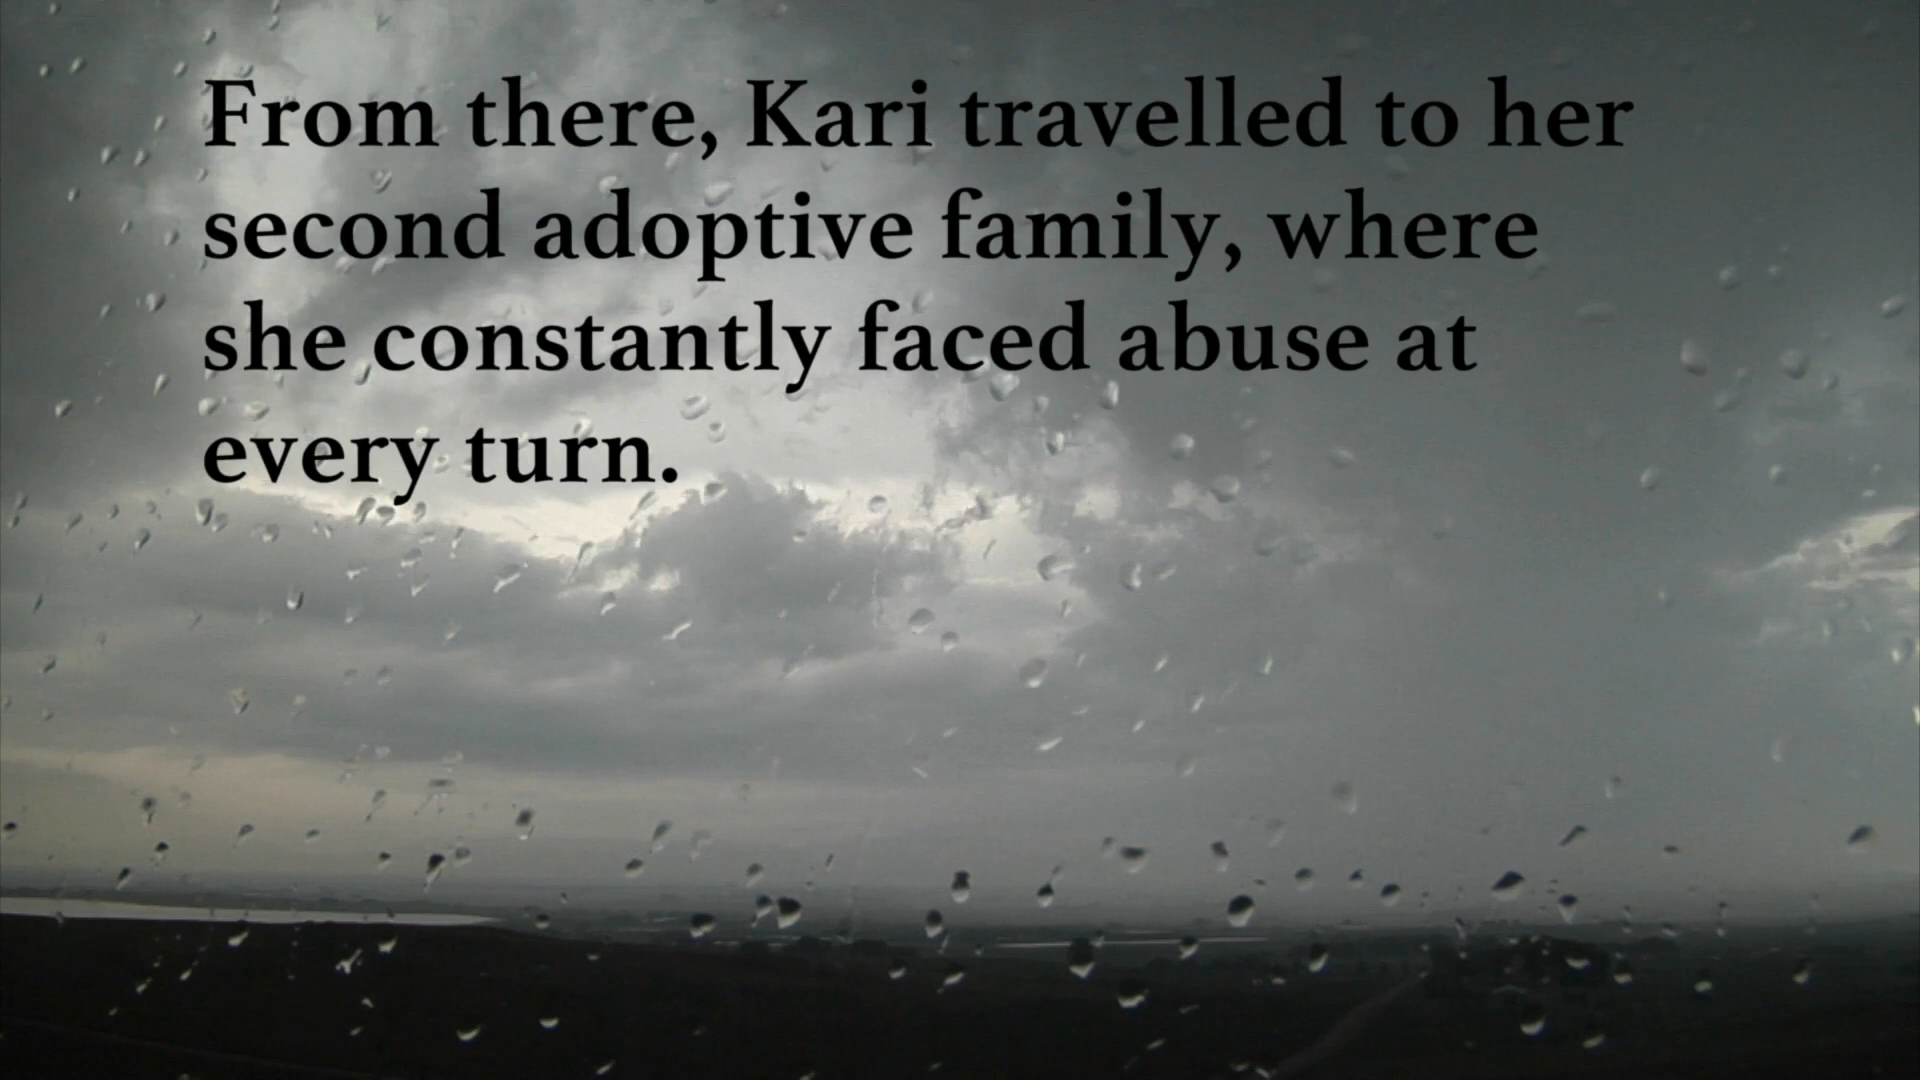 From there, Kari travelled to her
second adoptive family, where
she constantly faced abuse at
every turn.